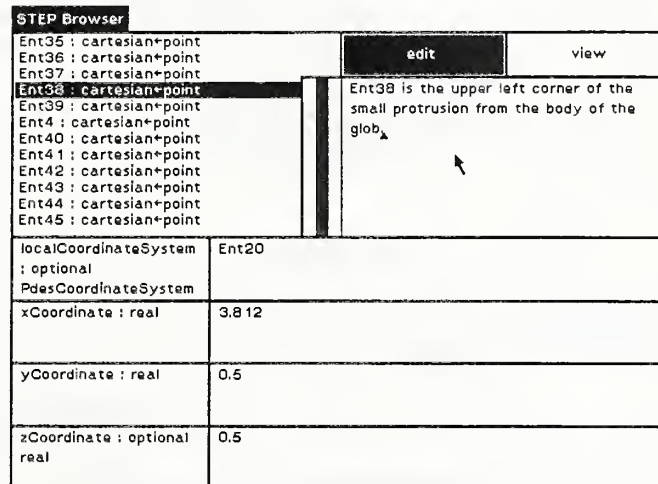 STEP Browser
Ent35 : cartesian←point
Ent36 : cartesian←point
Ent37 : cartesian←point
Ent38 : cartesian←point
Ent39 : cartesian←point
Ent4 : cartesian←point
Ent40 : cartesian←point
Ent41 : cartesian←point
Ent42 : cartesian←point
Ent43 : cartesian←point
Ent44 : cartesian←point
Ent45 : cartesian←point
edit
view
Ent38 is the upper left corner of the
small protrusion from the body of the
glob.
localCoordinateSystem
: optional
PdesCoordinateSystem
Ent20
xCoordinate : real
3.812
yCoordinate : real
0.5
zCoordinate : optional
real
0.5